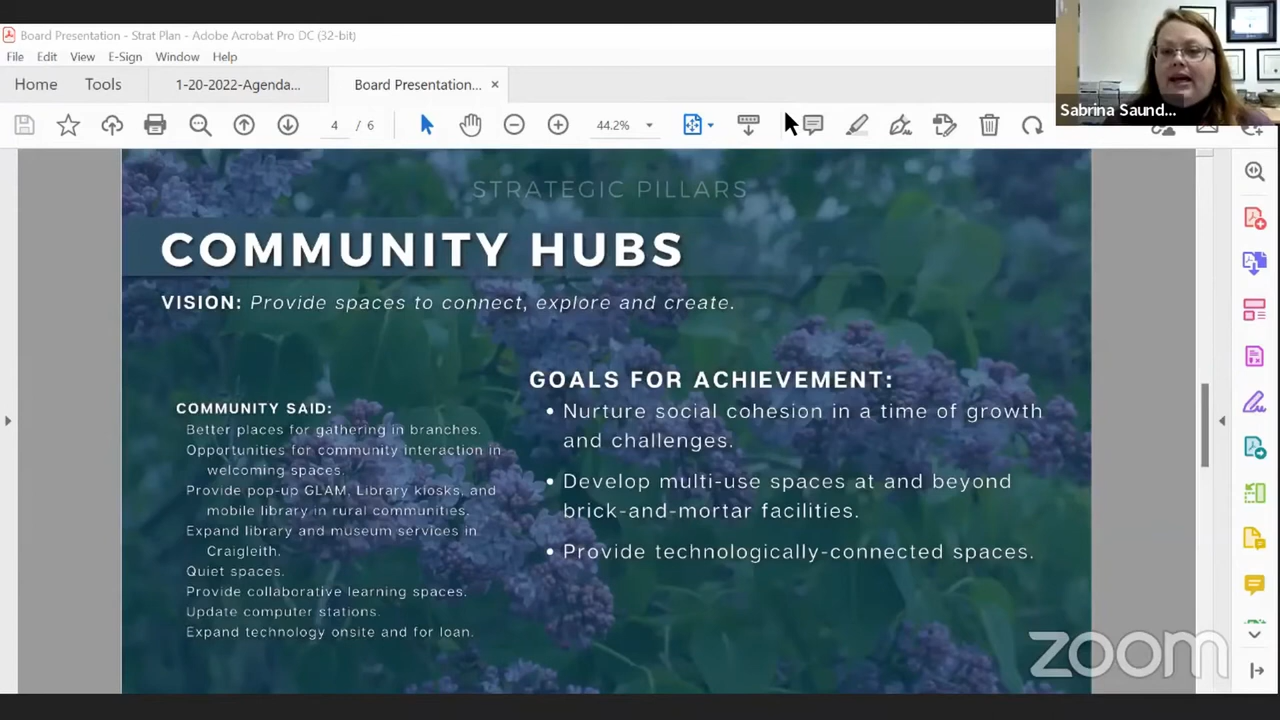 Board Presentation - Strat Plan - Adobe Acrobat Pro DC (32-bit)
File Edit View E-Sign Window Help
Home Tools 1-20-2022-Agenda... Board Presentation... ×
4 / 6 44.2%
Sabrina Saund...
STRATEGIC PILLARS
COMMUNITY HUBS
VISION: Provide spaces to connect, explore and create.
GOALS FOR ACHIEVEMENT:
• Nurture social cohesion in a time of growth
and challenges.
• Develop multi-use spaces at and beyond
brick-and-mortar facilities.
• Provide technologically-connected spaces.
COMMUNITY SAID:
Better places for gathering in branches.
Opportunities for community interaction in
welcoming spaces.
Provide pop-up GLAM, Library kiosks, and
mobile library in rural communities.
Expand library and museum services in
Craigleith.
Quiet spaces.
Provide collaborative learning spaces.
Update computer stations.
Expand technology onsite and for loan.
zoom